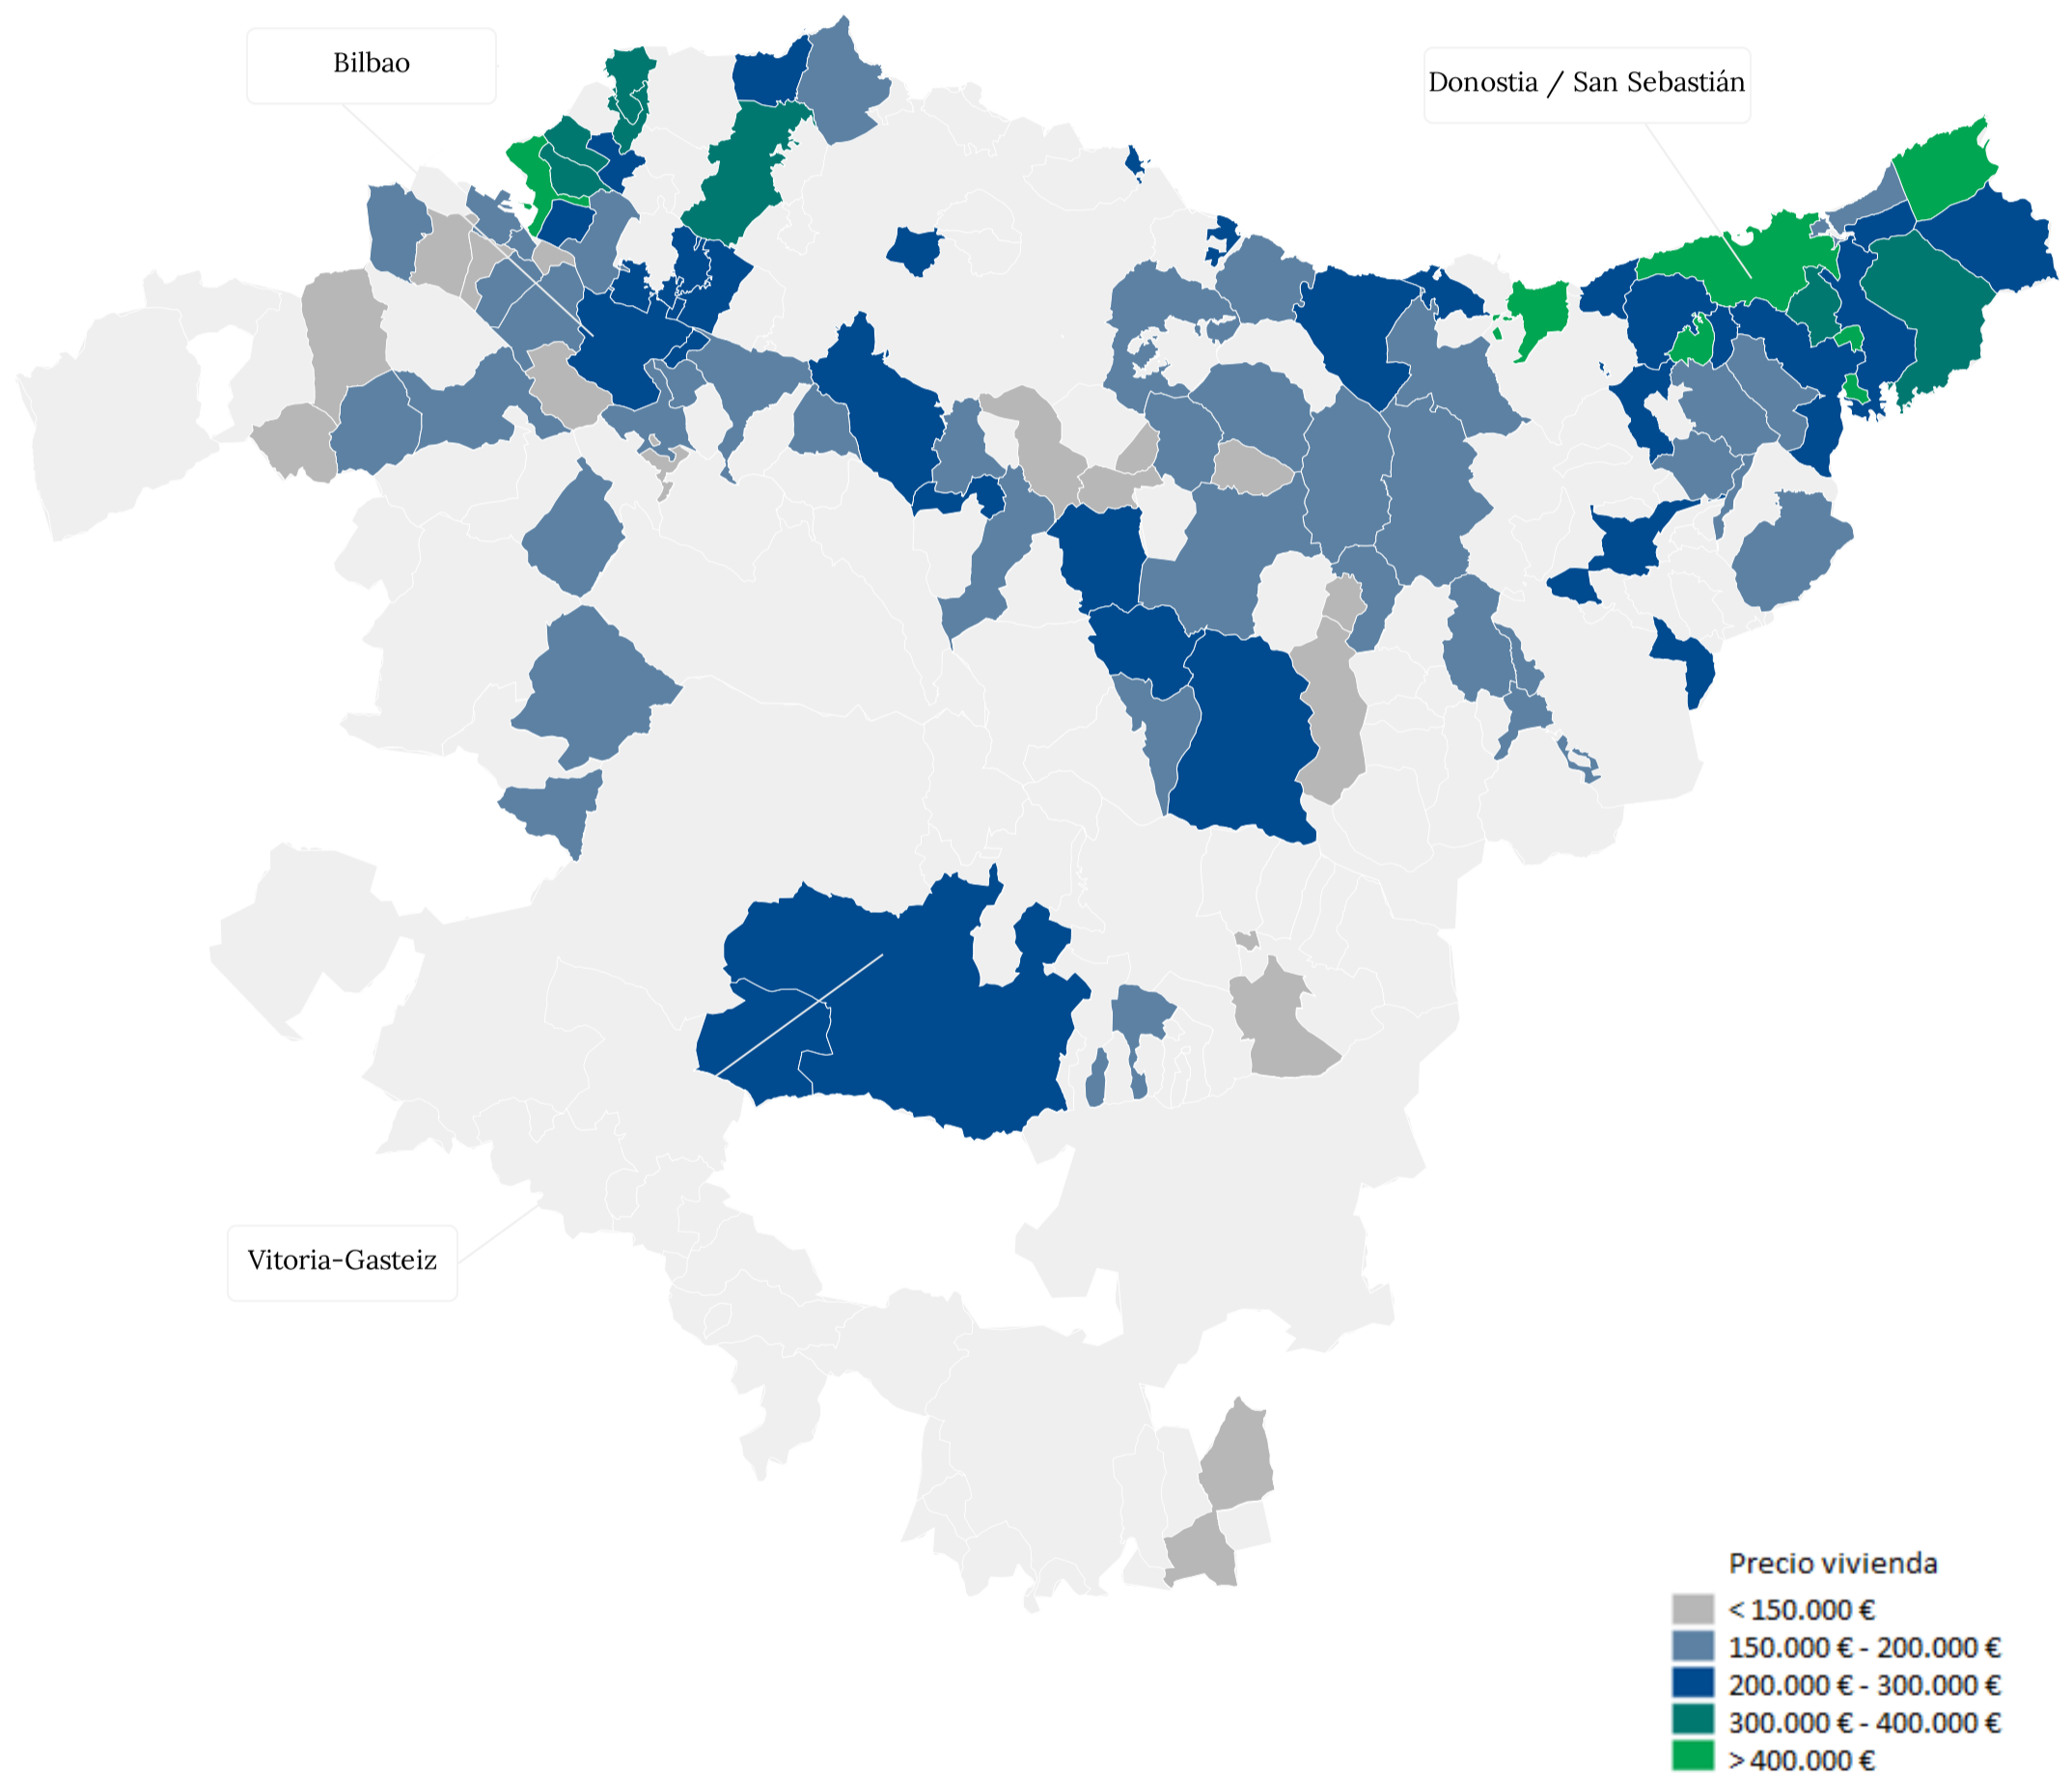 Bilbao
Donostia / San Sebastián
Vitoria-Gasteiz
Precio vivienda
< 150.000 €
150.000 € - 200.000 €
200.000 € - 300.000 €
300.000 € - 400.000 €
> 400.000 €